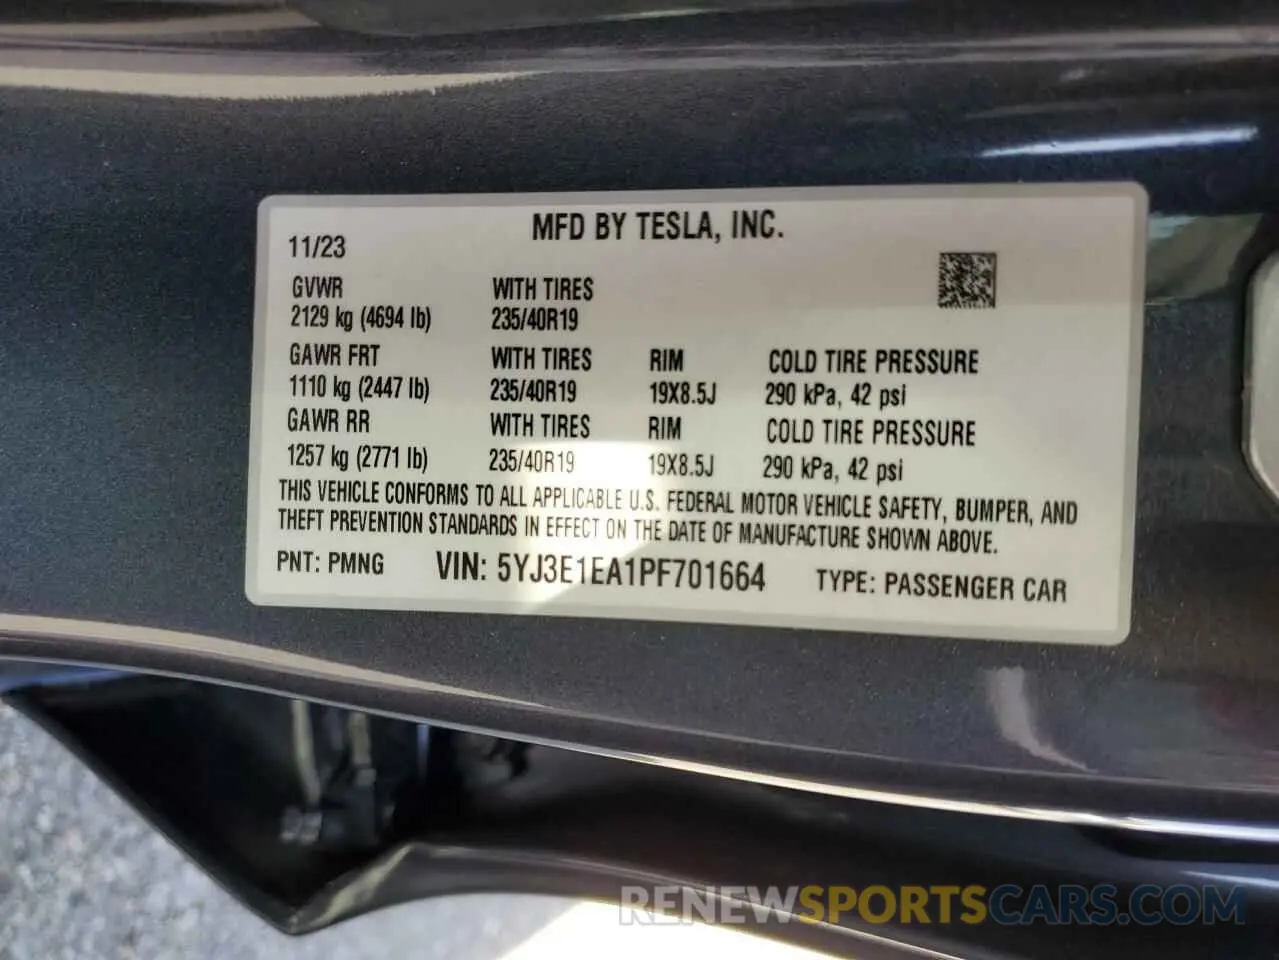 MFD BY TESLA, INC.
11/23
GVWR WITH TIRES
2129 kg (4694 lb) 235/40R19
GAWR FRT WITH TIRES RIM COLD TIRE PRESSURE
1110 kg (2447 lb) 235/40R19 19X8.5J 290 kPa, 42 psi
GAWR RR WITH TIRES RIM COLD TIRE PRESSURE
1257 kg (2771 lb) 235/40R19 19X8.5J 290 kPa, 42 psi
THIS VEHICLE CONFORMS TO ALL APPLICABLE U.S. FEDERAL MOTOR VEHICLE SAFETY, BUMPER, AND
THEFT PREVENTION STANDARDS IN EFFECT ON THE DATE OF MANUFACTURE SHOWN ABOVE.
PNT: PMNG VIN: 5YJ3E1EA1PF701664 TYPE: PASSENGER CAR
RENEWSPORTSCARS.COM